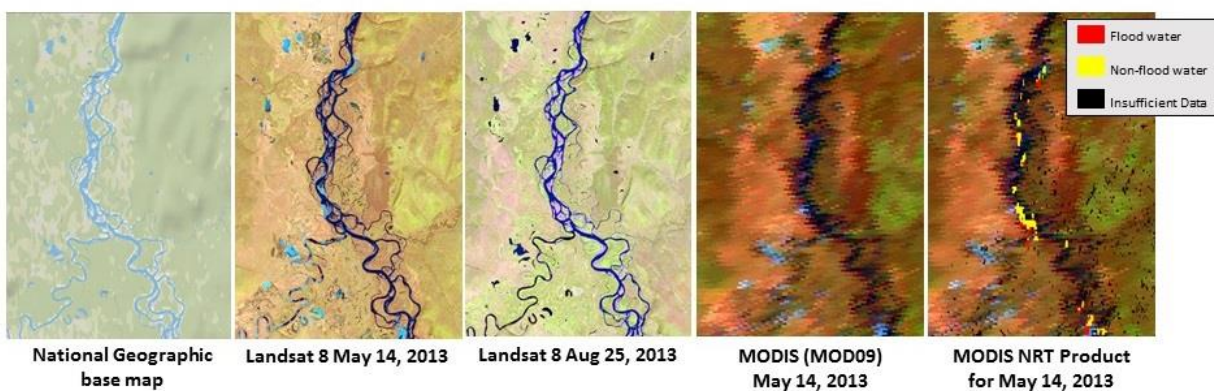 Flood water
Non-flood water
Insufficient Data
National Geographic
base map
Landsat 8 May 14, 2013
Landsat 8 Aug 25, 2013
MODIS (MOD09)
May 14, 2013
MODIS NRT Product
for May 14, 2013